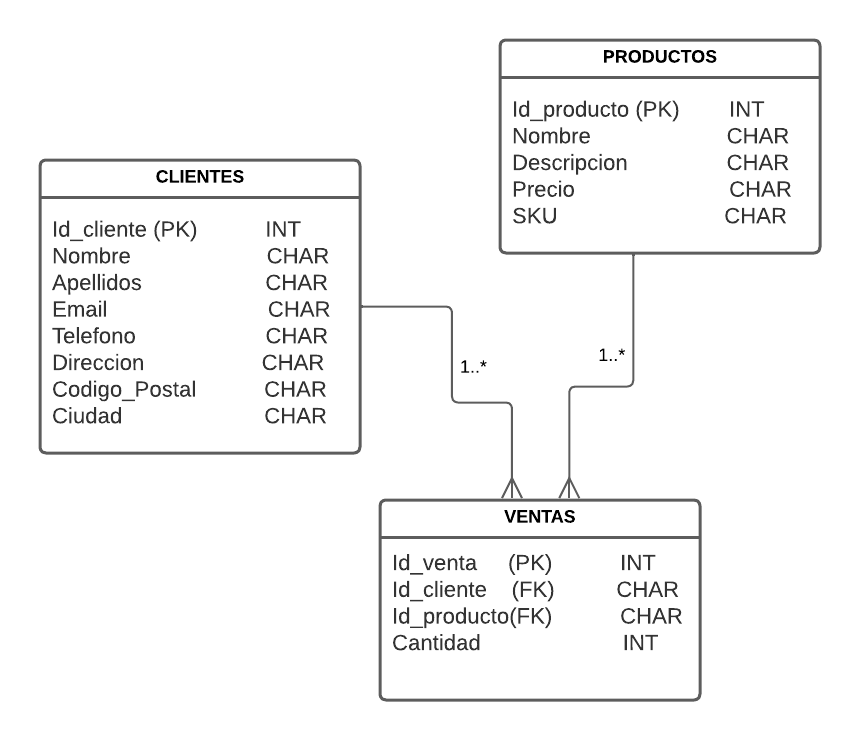 PRODUCTOS
Id_producto (PK) INT
Nombre CHAR
Descripcion CHAR
Precio CHAR
SKU CHAR
CLIENTES
Id_cliente (PK) INT
Nombre CHAR
Apellidos CHAR
Email CHAR
Telefono CHAR
Direccion CHAR
Codigo_Postal CHAR
Ciudad CHAR
1..*
1..*
VENTAS
Id_venta (PK) INT
Id_cliente (FK) CHAR
Id_producto(FK) CHAR
Cantidad INT